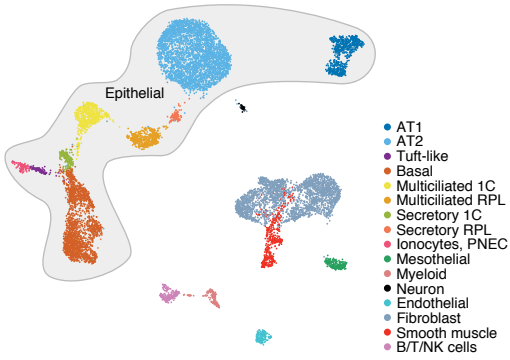 Epithelial
AT1
AT2
Tuft-like
Basal
Multiciliated 1C
Multiciliated RPL
Secretory 1C
Secretory RPL
Ionocytes, PNEC
Mesothelial
Myeloid
Neuron
Endothelial
Fibroblast
Smooth muscle
B/T/NK cells